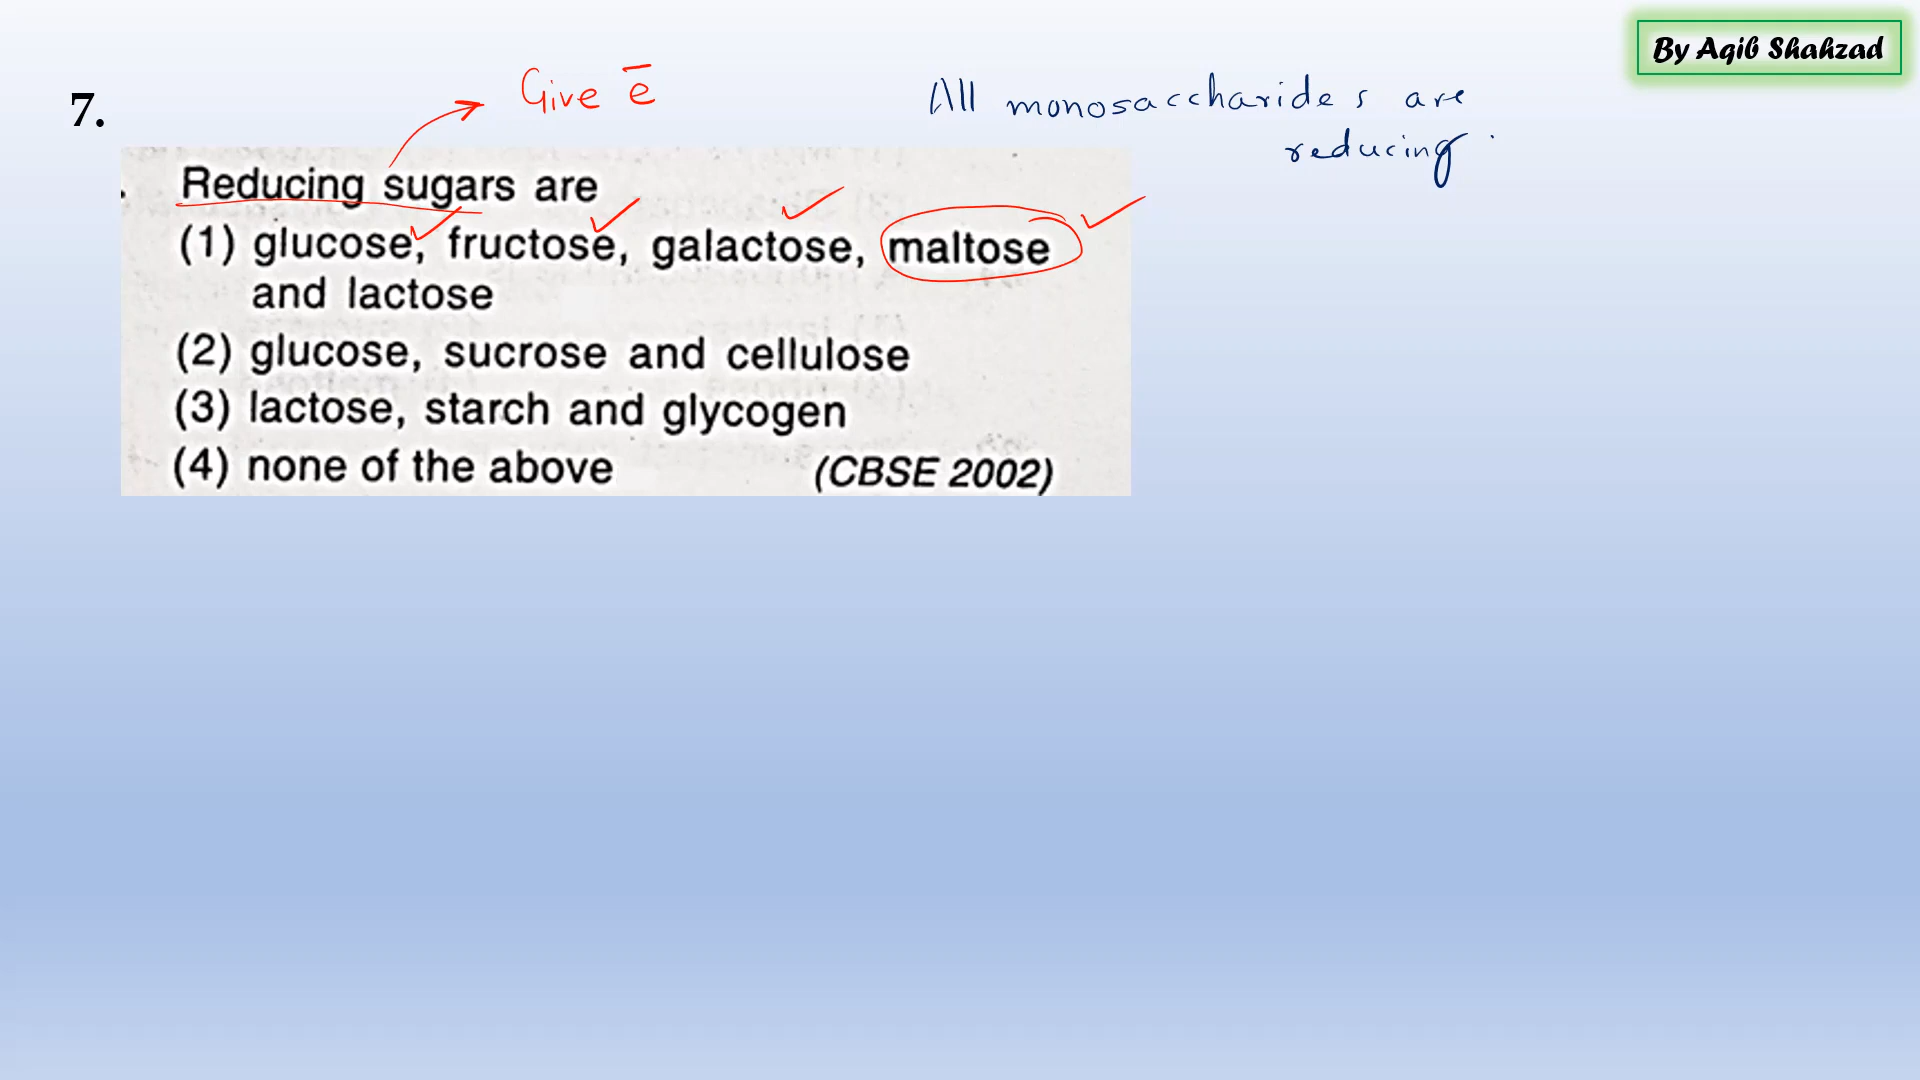 By Aqib Shahzad
Give ē
All monosaccharides are
reducing.
7.
Reducing sugars are
(1) glucose, fructose, galactose, maltose
and lactose
(2) glucose, sucrose and cellulose
(3) lactose, starch and glycogen
(4) none of the above (CBSE 2002)